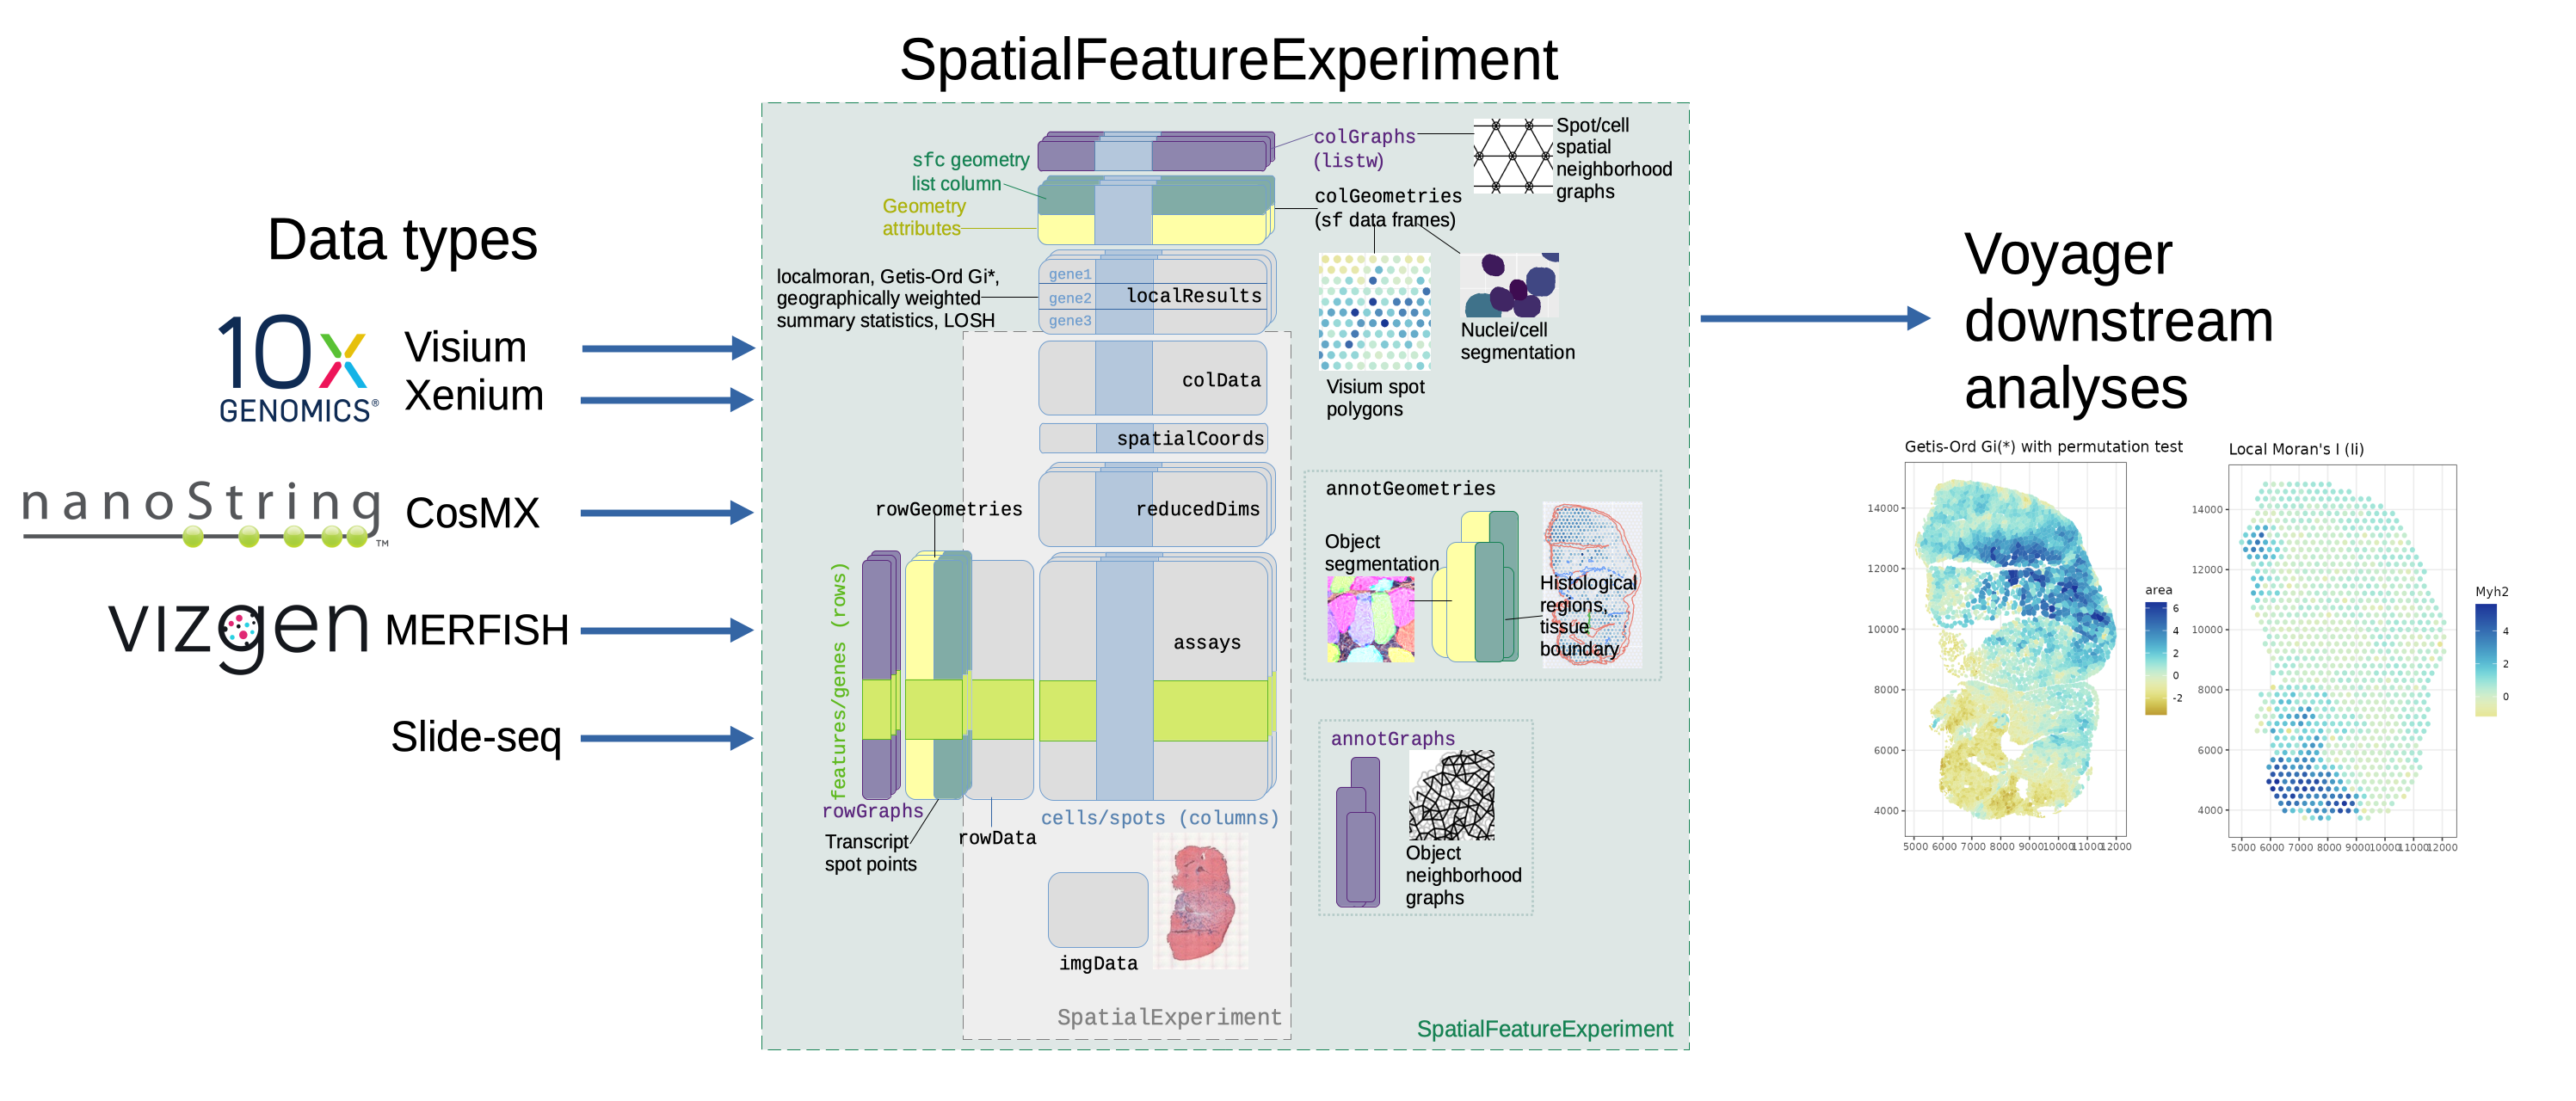 SpatialFeatureExperiment
Data types
10x
GENOMICS®
Visium
Xenium
nanoString™
CosMX
vizgen
MERFISH
Slide-seq
sfc geometry
list column
Geometry
attributes
localmoran, Getis-Ord Gi*,
geographically weighted
summary statistics, LOSH
gene1
gene2
gene3
localResults
colData
spatialCoords
reducedDims
assays
colGraphs
(listw)
Spot/cell
spatial
neighborhood
graphs
colGeometries
(sf data frames)
Visium spot
polygons
Nuclei/cell
segmentation
rowGeometries
features/genes (rows)
rowGraphs
Transcript
spot points
rowData
cells/spots (columns)
imgData
SpatialExperiment
annotGeometries
Object
segmentation
Histological
regions,
tissue
boundary
annotGraphs
Object
neighborhood
graphs
SpatialFeatureExperiment
Voyager
downstream
analyses
Getis-Ord Gi(*) with permutation test
14000
12000
10000
8000
6000
4000
5000 6000 7000 8000 9000 10000 11000 12000
area
6
4
2
0
-2
Local Moran's I (Ii)
14000
12000
10000
8000
6000
4000
5000 6000 7000 8000 9000 10000 11000 12000
Myh2
4
2
0